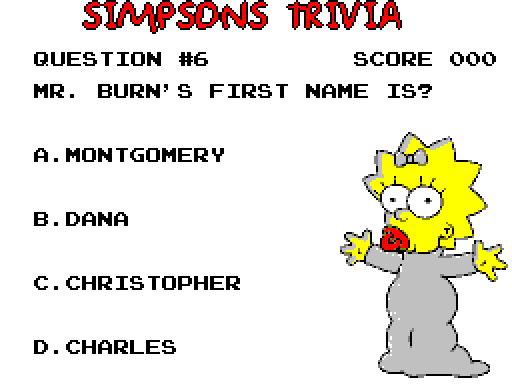 SIMPSONS TRIVIA
QUESTION #6 SCORE 000
MR. BURN'S FIRST NAME IS?
A.MONTGOMERY
B.DANA
C.CHRISTOPHER
D.CHARLES